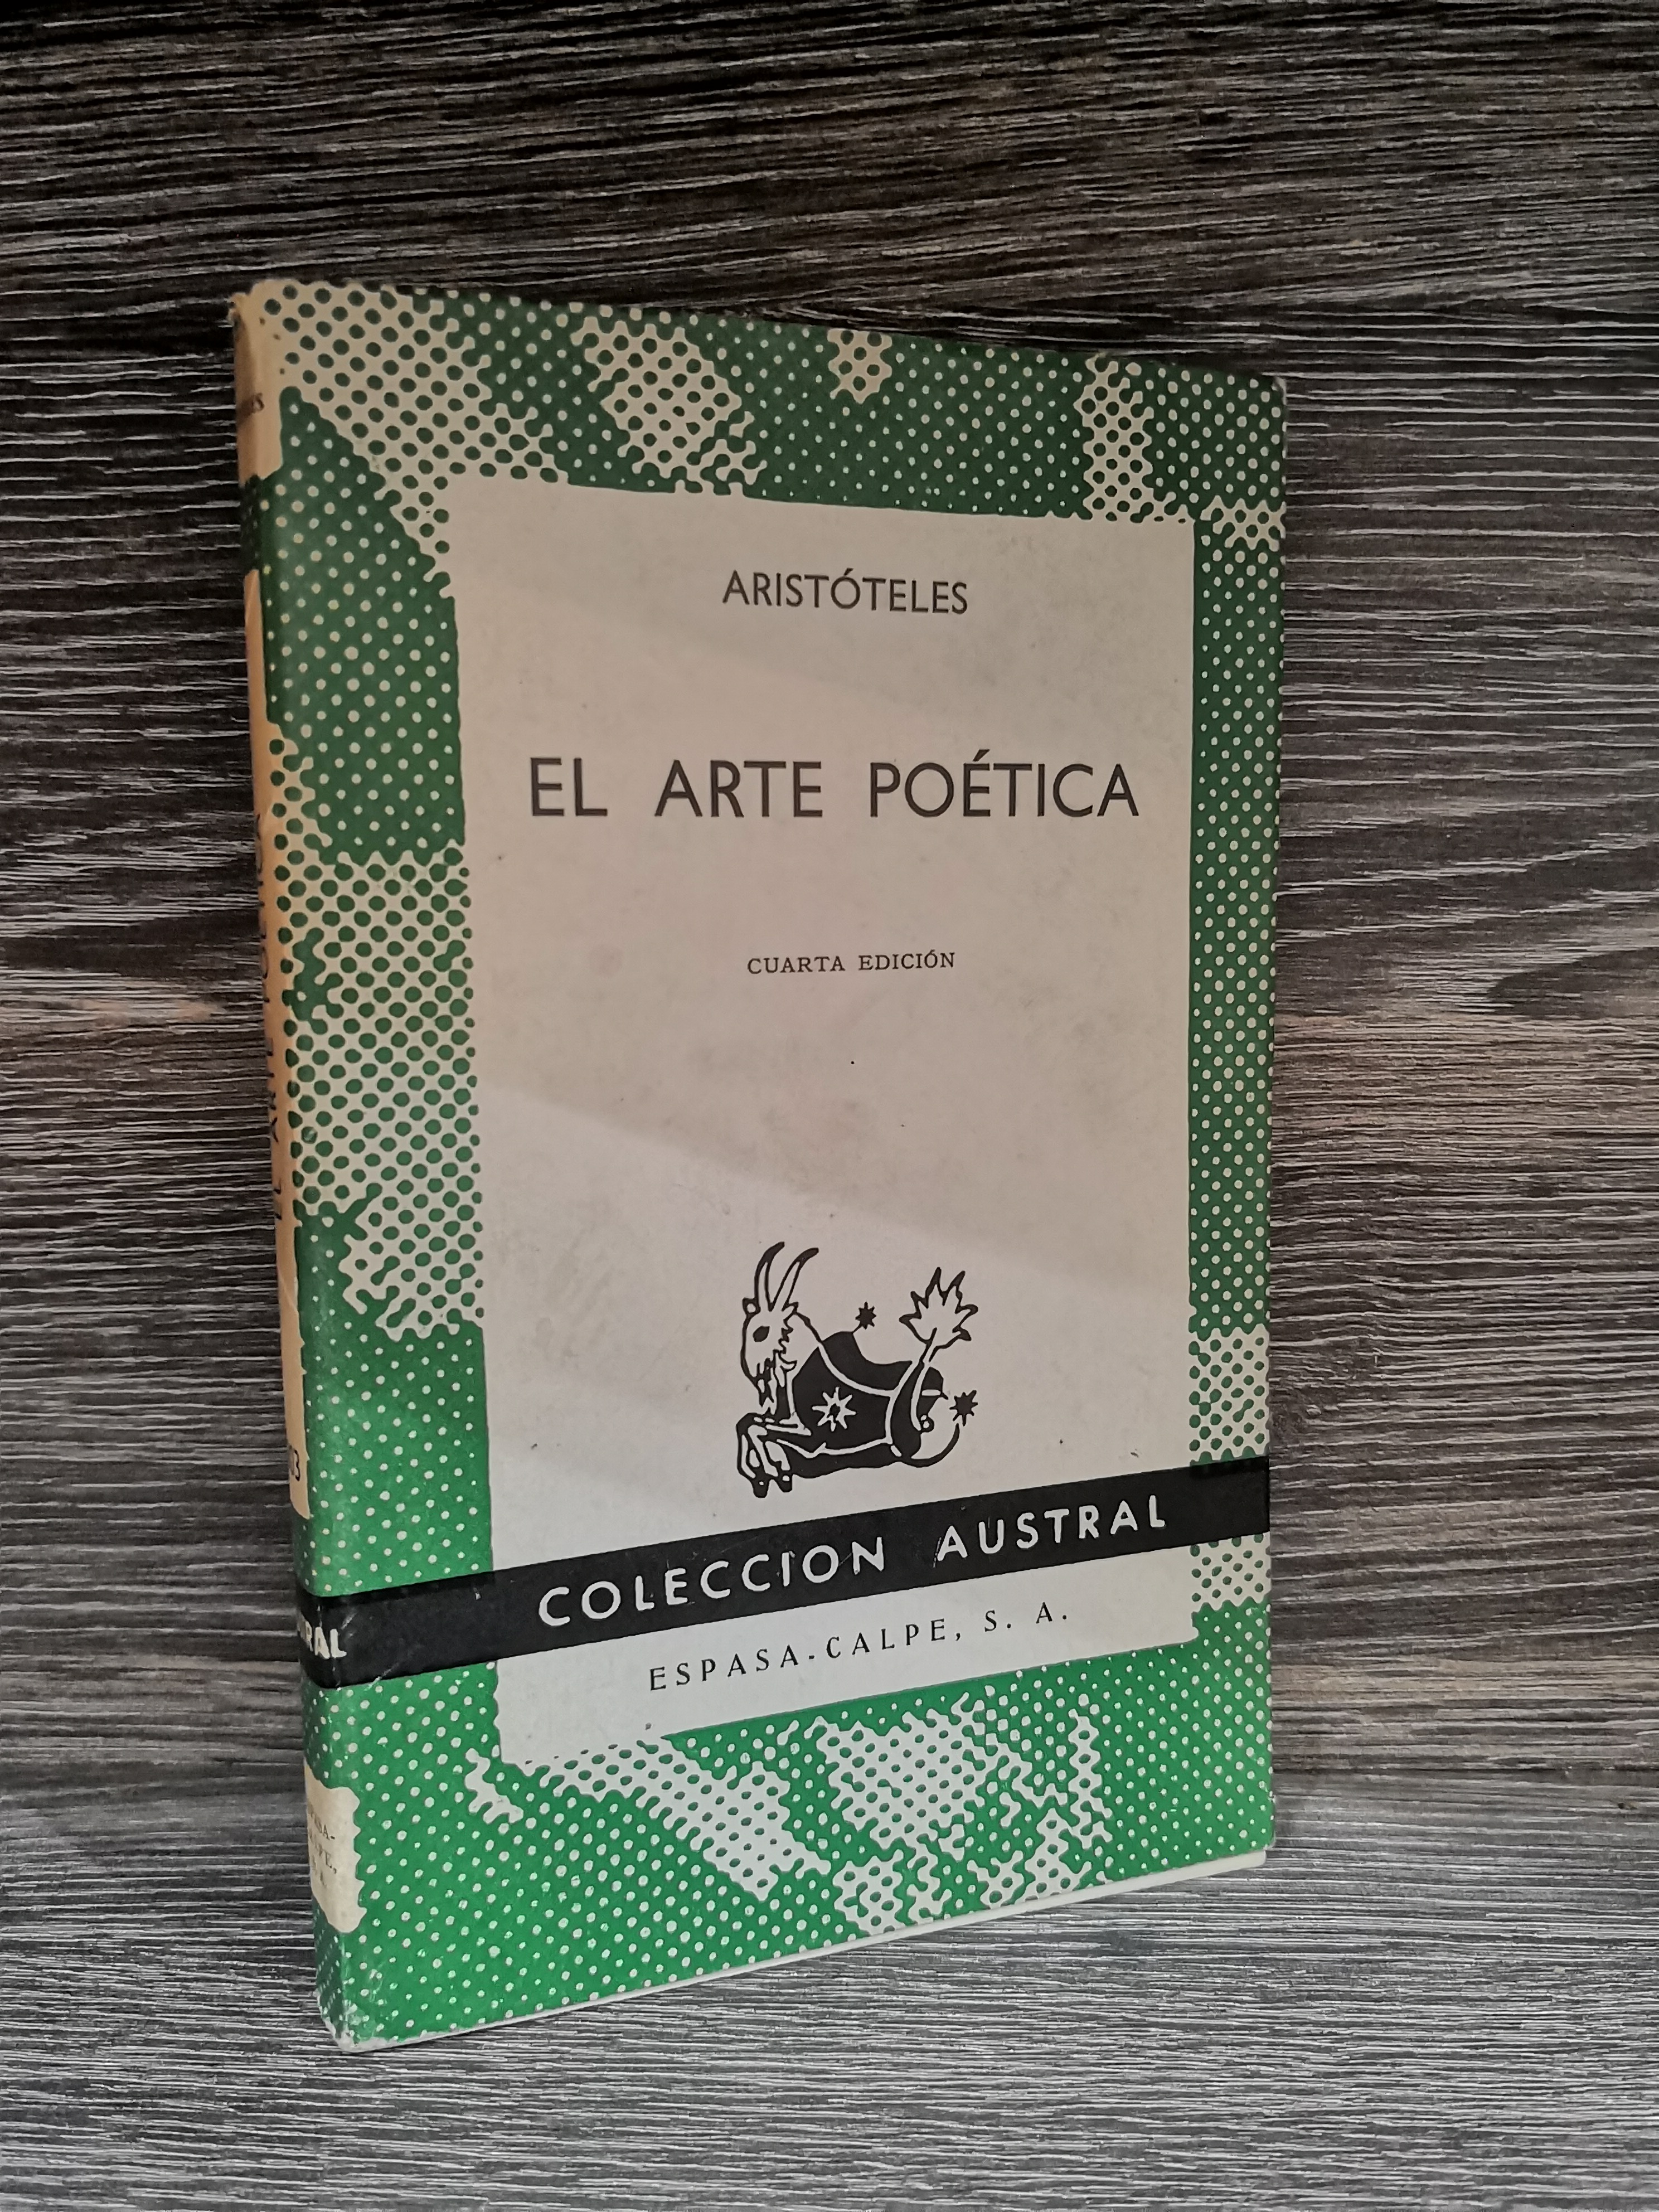 ARISTÓTELES
EL ARTE POÉTICA
CUARTA EDICIÓN
COLECCION AUSTRAL
ESPASA-CALPE, S. A.